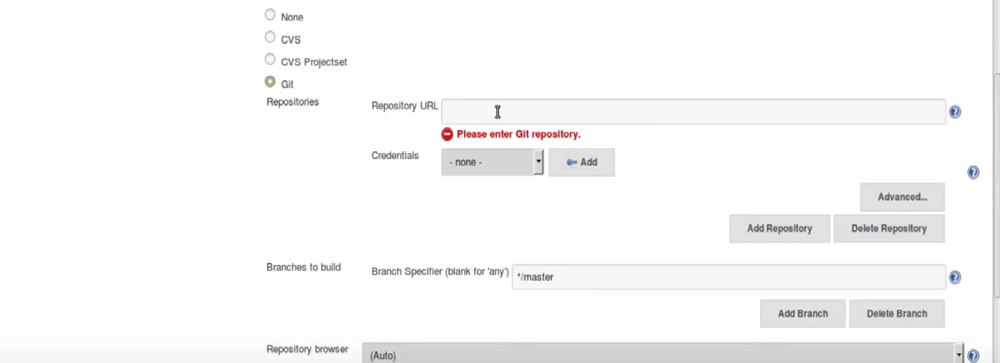 None
CVS
CVS Projectset
Git
Repositories
Repository URL
Please enter Git repository.
Credentials
- none -
Add
Advanced...
Add Repository
Delete Repository
Branches to build
Branch Specifier (blank for 'any')
*/master
Add Branch
Delete Branch
Repository browser
(Auto)